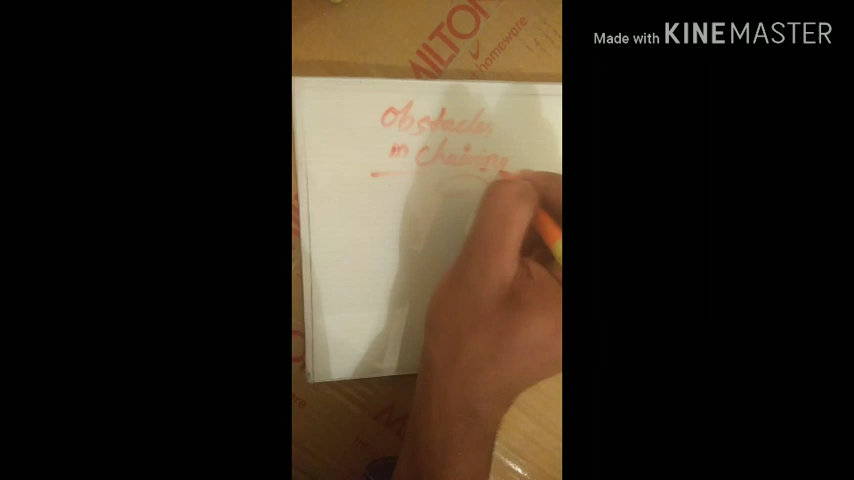 MILTON
homeware
Made with KINEMASTER
Obstacles
in chaining